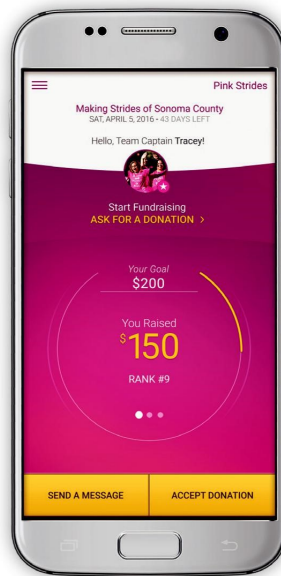 Pink Strides
Making Strides of Sonoma County
SAT, APRIL 5, 2016 • 43 DAYS LEFT
Hello, Team Captain Tracey!
Start Fundraising
ASK FOR A DONATION >
Your Goal
$200
You Raised
$150
RANK #9
SEND A MESSAGE
ACCEPT DONATION